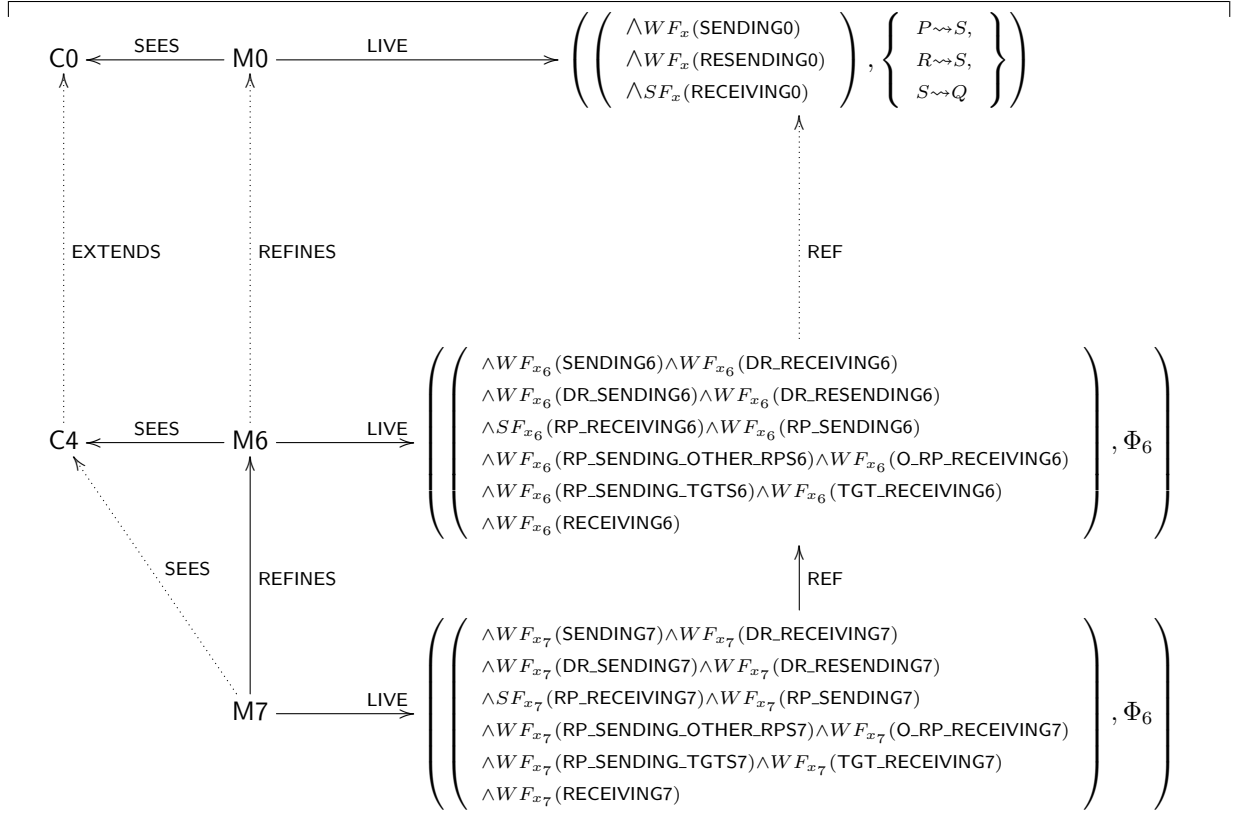 ∧WF_x(SENDING0)
C0 SEES M0 LIVE ∧WF_x(RESENDING0) , P⇝S,
R⇝S,
∧SF_x(RECEIVING0) S⇝Q
EXTENDS REFINES REF
∧WF_{x_6}(SENDING6)∧WF_{x_6}(DR_RECEIVING6)
∧WF_{x_6}(DR_SENDING6)∧WF_{x_6}(DR_RESENDING6)
∧SF_{x_6}(RP_RECEIVING6)∧WF_{x_6}(RP_SENDING6)
C4 SEES M6 LIVE , Φ_6
∧WF_{x_6}(RP_SENDING_OTHER_RPS6)∧WF_{x_6}(O_RP_RECEIVING6)
∧WF_{x_6}(RP_SENDING_TGTS6)∧WF_{x_6}(TGT_RECEIVING6)
∧WF_{x_6}(RECEIVING6)
SEES REFINES REF
∧WF_{x_7}(SENDING7)∧WF_{x_7}(DR_RECEIVING7)
∧WF_{x_7}(DR_SENDING7)∧WF_{x_7}(DR_RESENDING7)
∧SF_{x_7}(RP_RECEIVING7)∧WF_{x_7}(RP_SENDING7)
M7 LIVE , Φ_6
∧WF_{x_7}(RP_SENDING_OTHER_RPS7)∧WF_{x_7}(O_RP_RECEIVING7)
∧WF_{x_7}(RP_SENDING_TGTS7)∧WF_{x_7}(TGT_RECEIVING7)
∧WF_{x_7}(RECEIVING7)